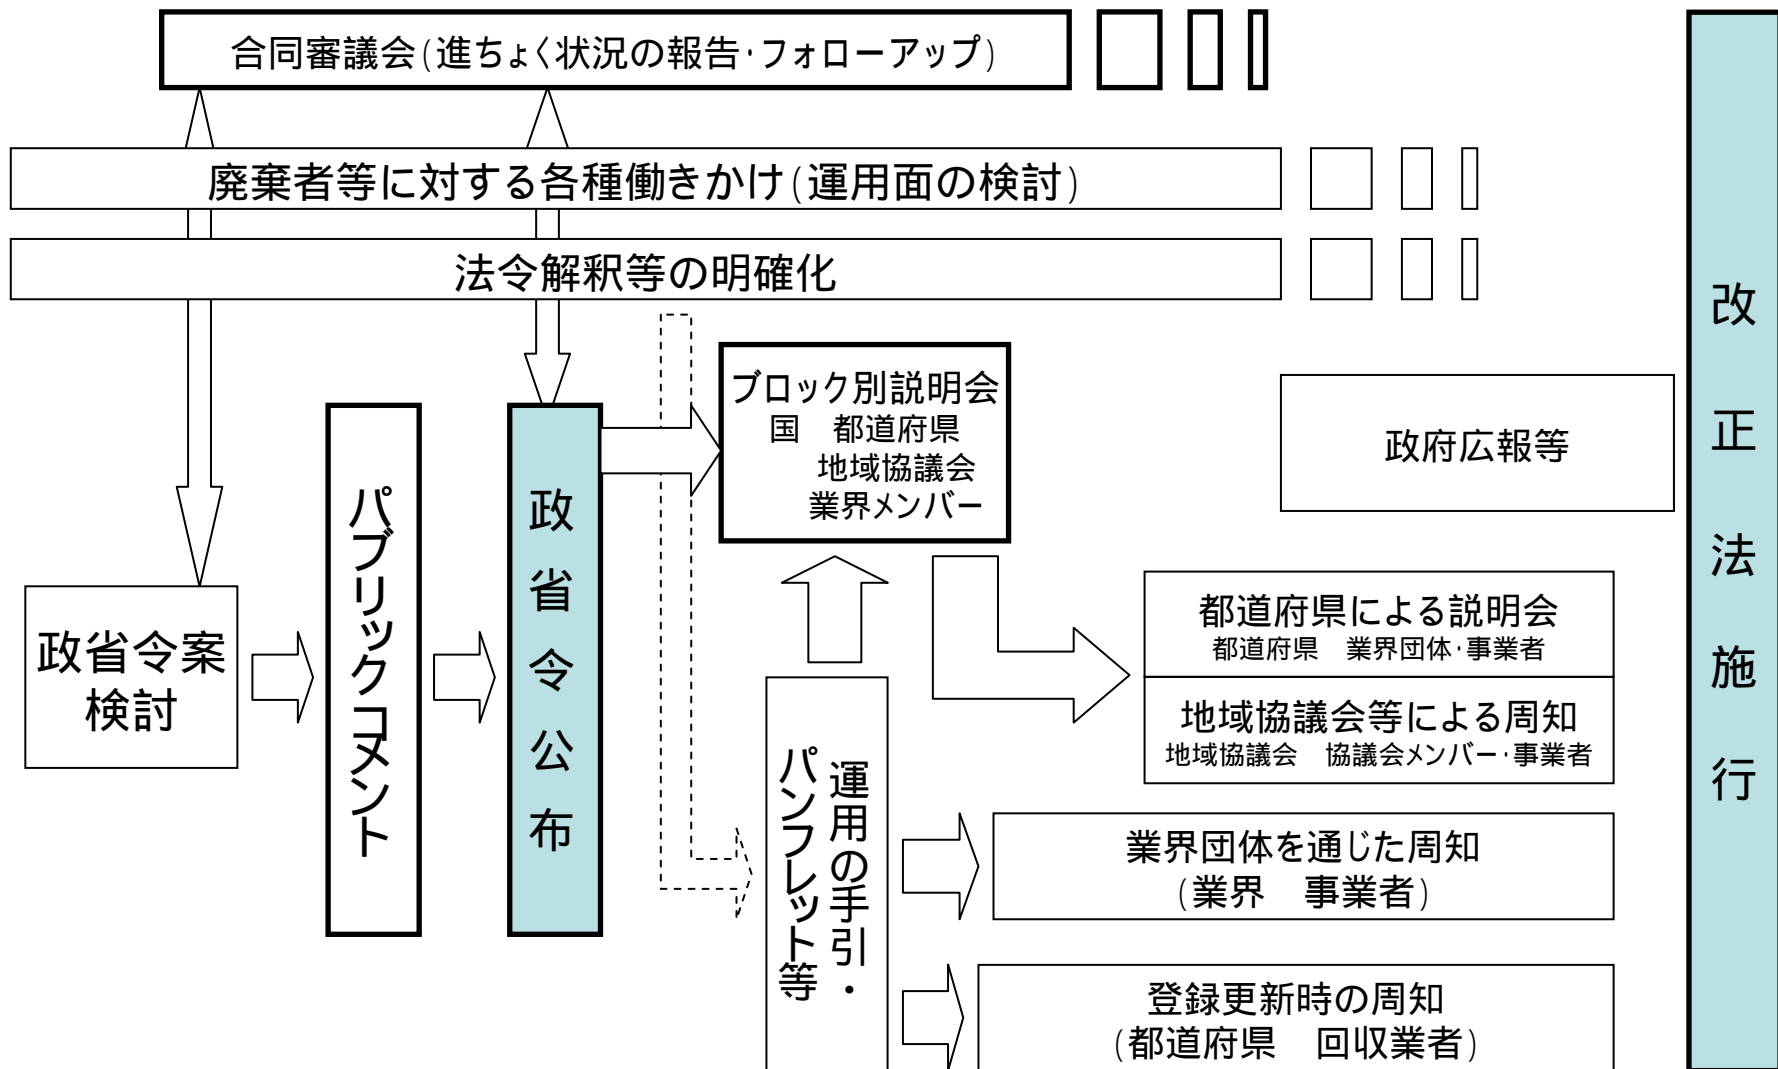 合同審議会(進ちょく状況の報告・フォローアップ)
廃棄者等に対する各種働きかけ(運用面の検討)
法令解釈等の明確化
政省令案
検討
パブリックコメント
政省令公布
ブロック別説明会
国　都道府県
地域協議会
業界メンバー
政府広報等
都道府県による説明会
都道府県　業界団体・事業者
地域協議会等による周知
地域協議会　協議会メンバー・事業者
運用の手引・
パンフレット等
業界団体を通じた周知
(業界　事業者)
登録更新時の周知
(都道府県　回収業者)
改正法施行